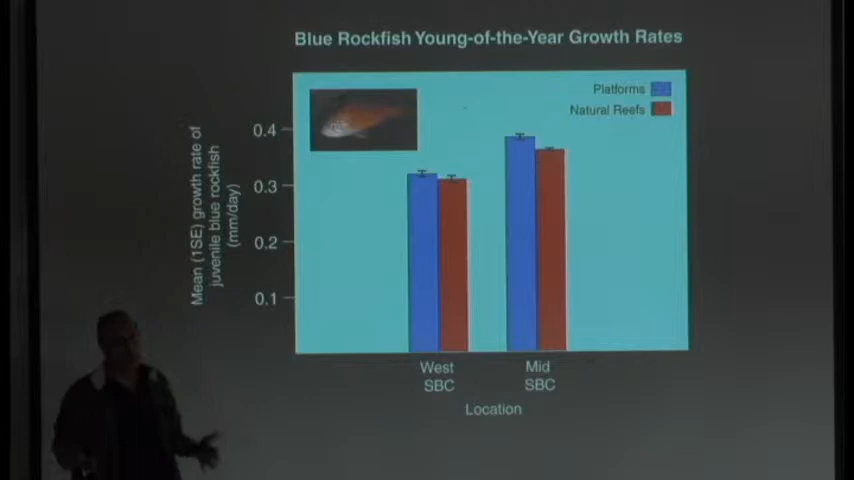 Blue Rockfish Young-of-the-Year Growth Rates
Platforms
Natural Reefs
Mean (1SE) growth rate of
juvenile blue rockfish
(mm/day)
0.4
0.3
0.2
0.1
West
SBC
Mid
SBC
Location